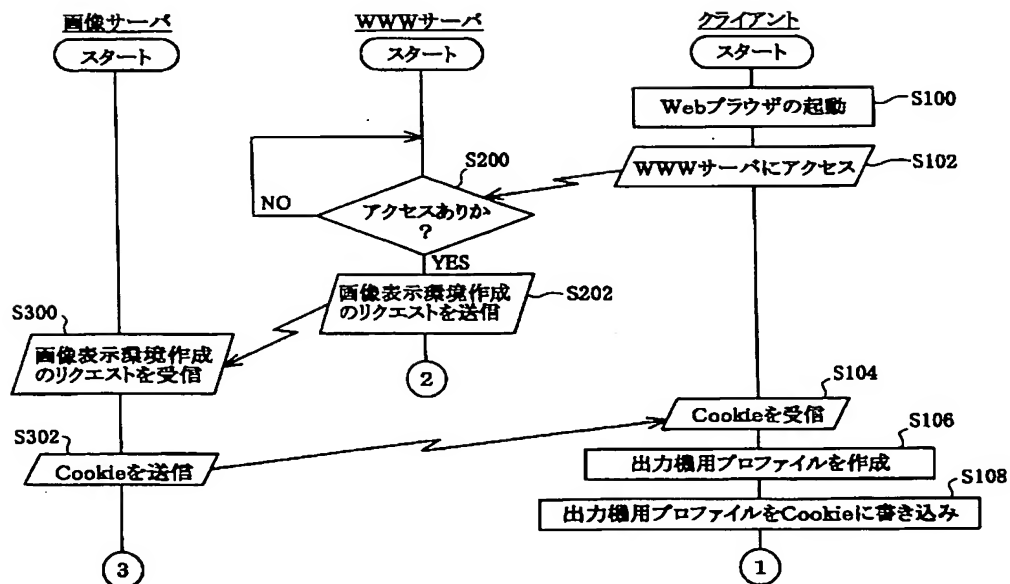 画像サーバ
WWWサーバ
クライアント
スタート
スタート
スタート
Webブラウザの起動
S100
WWWサーバにアクセス
S102
S200
アクセスありか
?
NO
YES
画像表示環境作成
のリクエストを送信
S202
S300
画像表示環境作成
のリクエストを受信
2
S104
Cookieを受信
S302
Cookieを送信
S106
出力機用プロファイルを作成
S108
出力機用プロファイルをCookieに書き込み
3
1